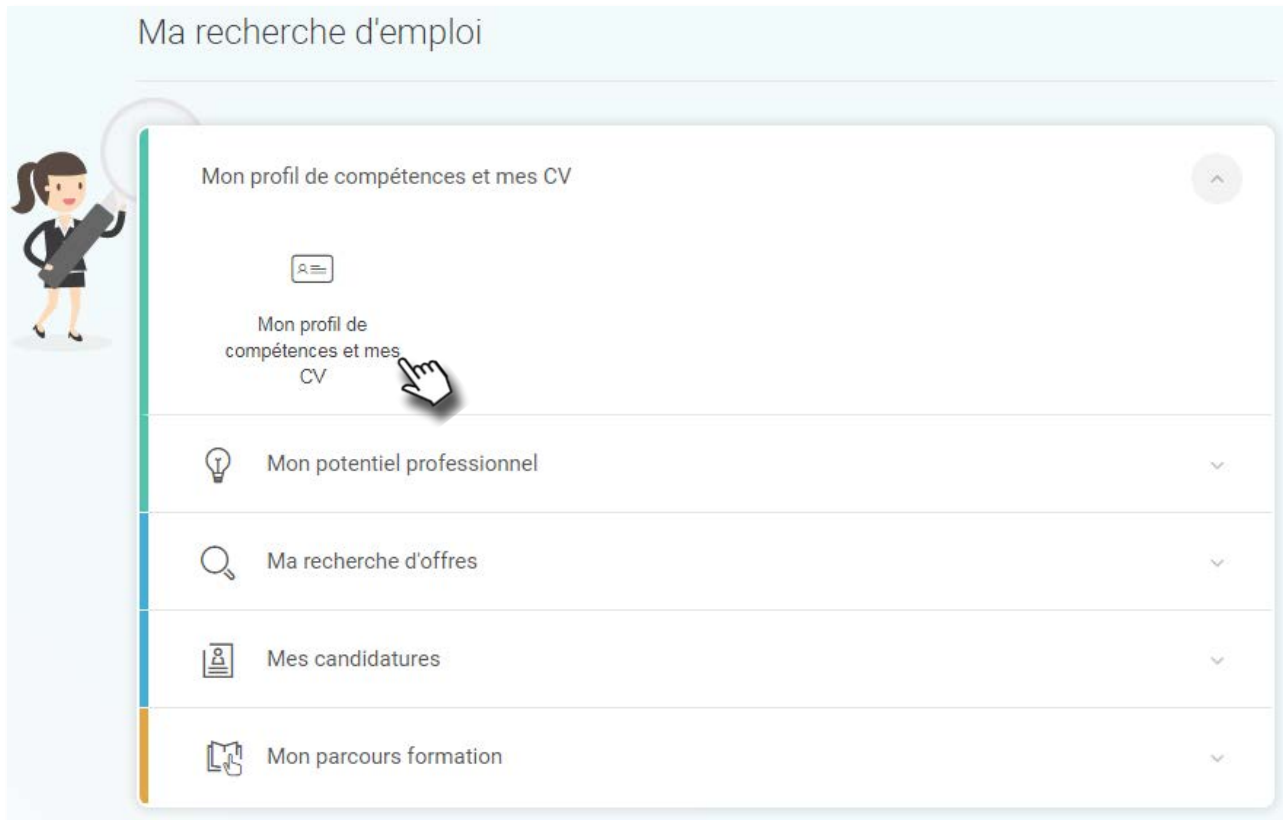 Ma recherche d'emploi
Mon profil de compétences et mes CV
Mon profil de
compétences et mes
CV
Mon potentiel professionnel
Ma recherche d'offres
Mes candidatures
Mon parcours formation